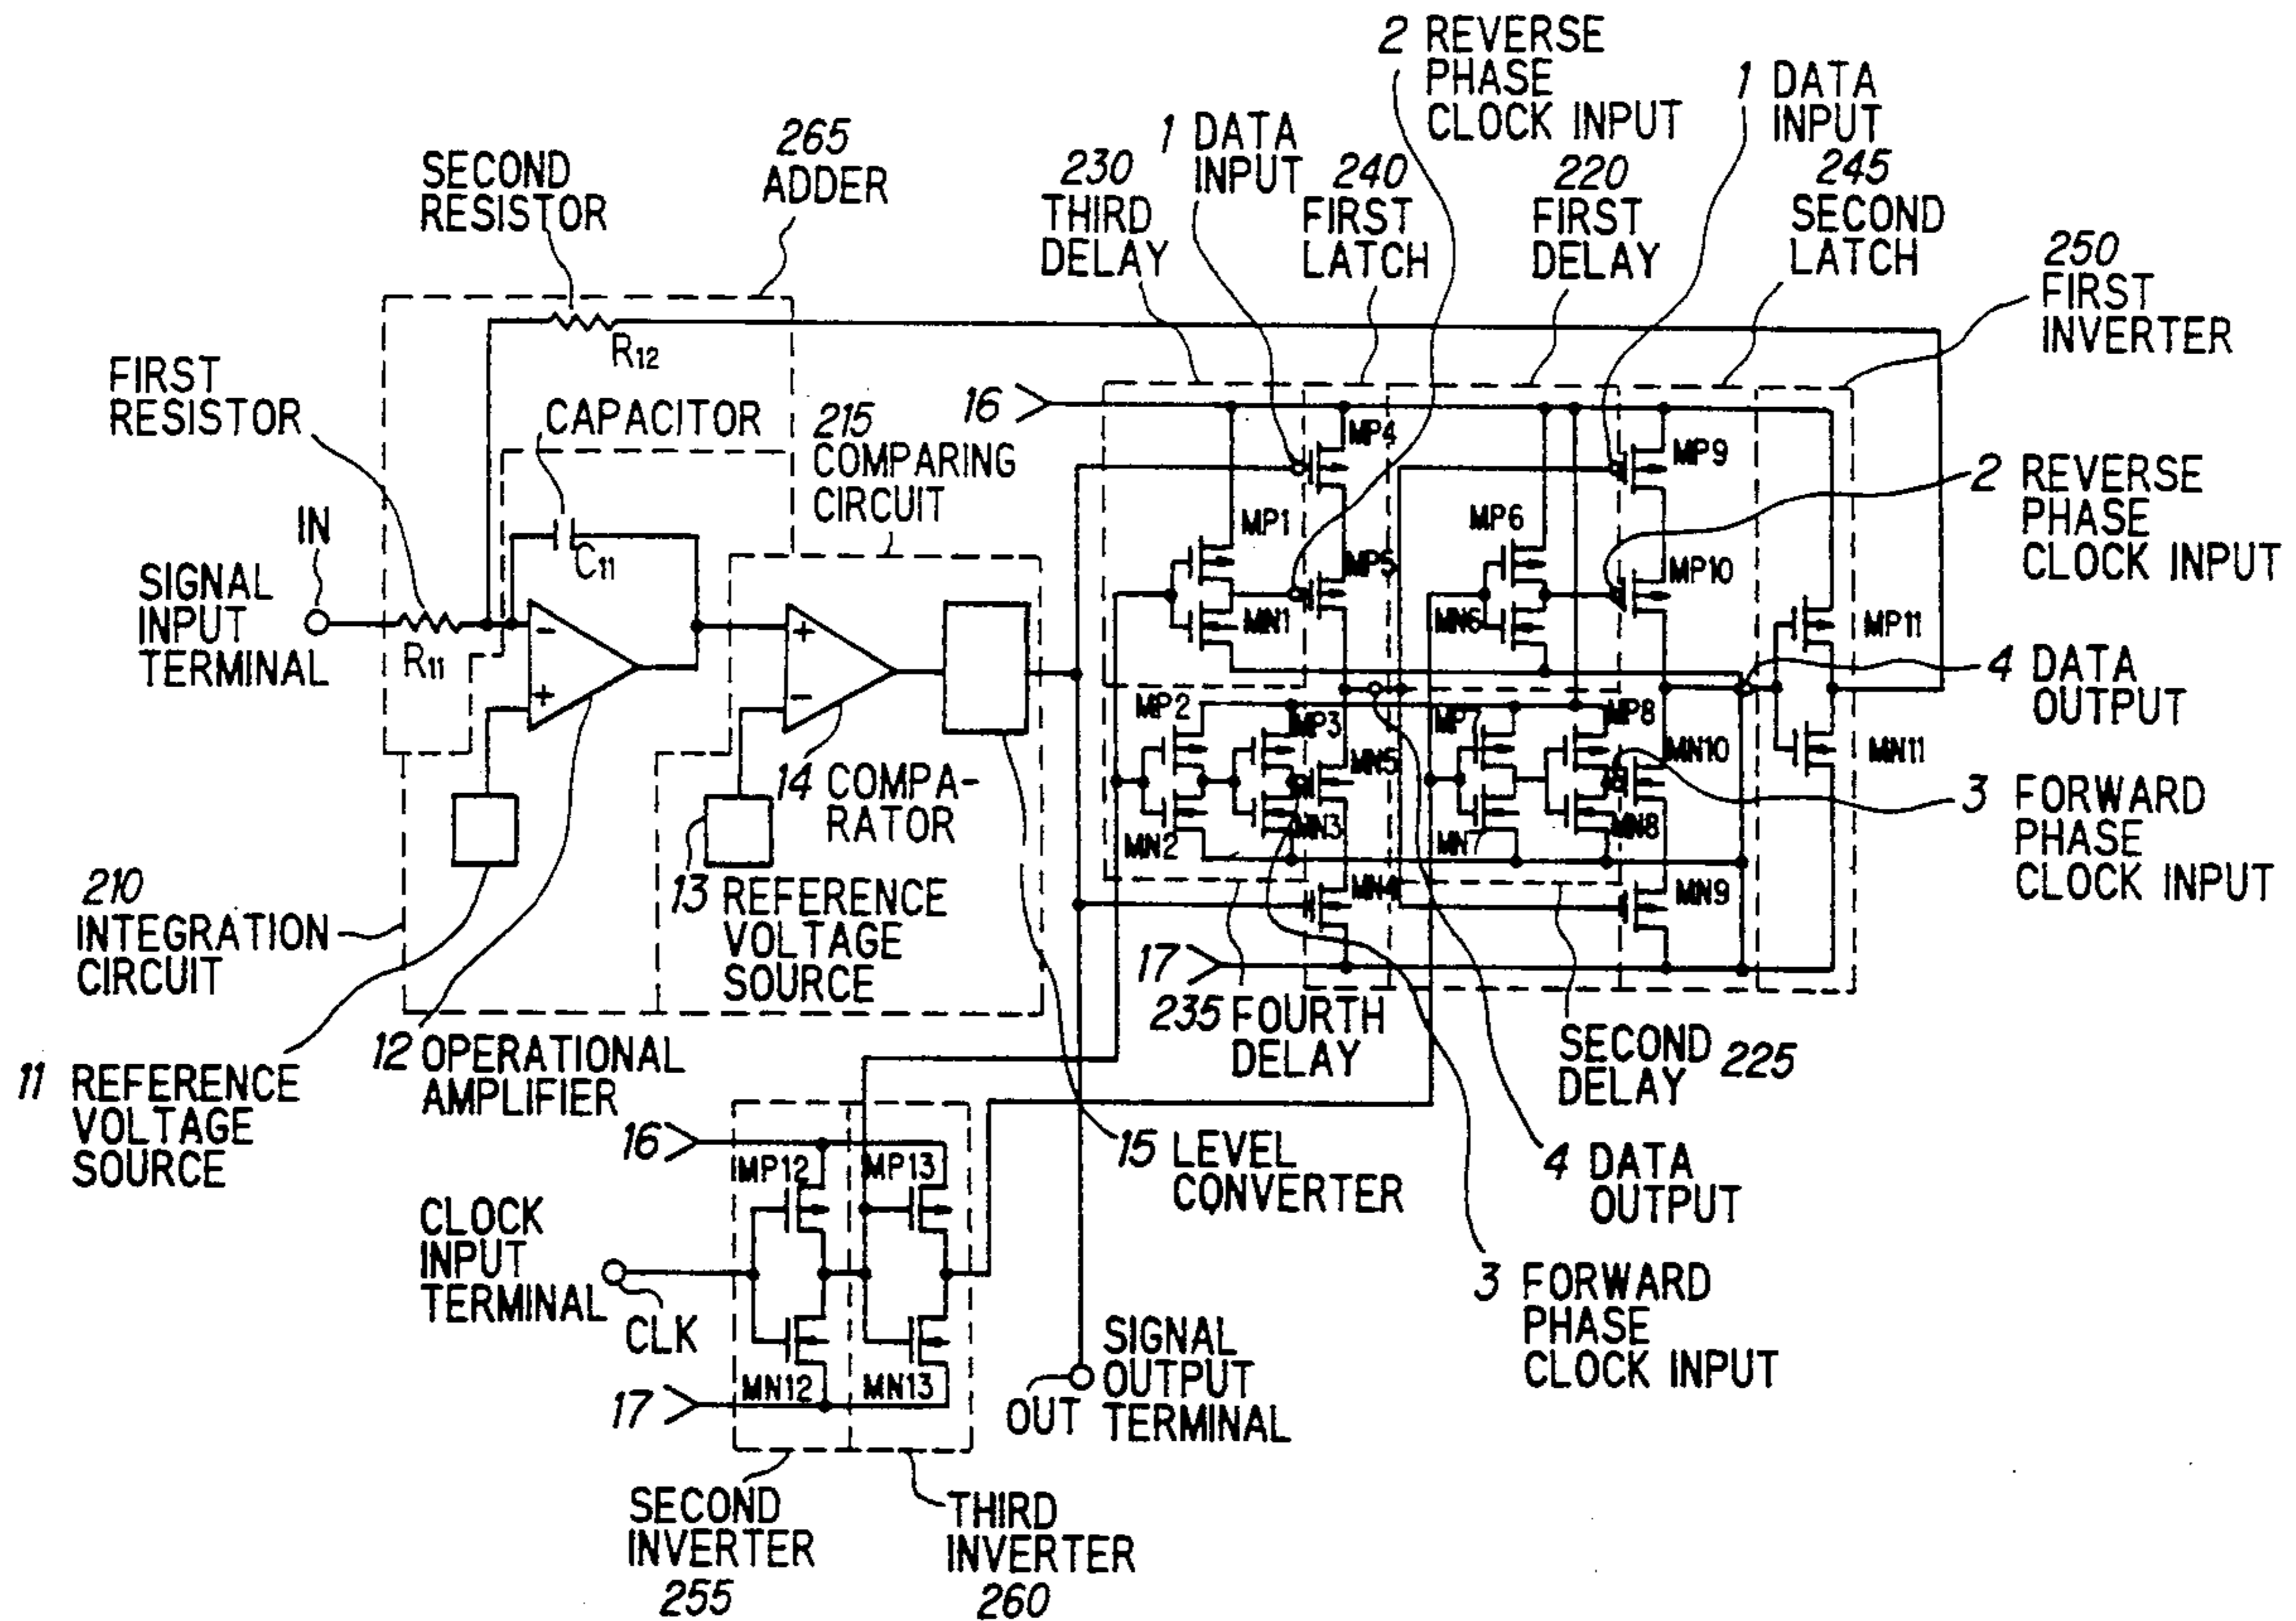 2 REVERSE
PHASE
CLOCK INPUT
1 DATA
INPUT
1 DATA
INPUT
265
ADDER
SECOND
RESISTOR
230
THIRD
DELAY
240
FIRST
LATCH
220
FIRST
DELAY
245
SECOND
LATCH
250
FIRST
INVERTER
R12
FIRST
RESISTOR
CAPACITOR
215
COMPARING
CIRCUIT
16
MP4
MP9
2 REVERSE
PHASE
CLOCK INPUT
IN
SIGNAL
INPUT
TERMINAL
C11
R11
-
+
+
-
MP1
MN1
MP5
MP6
MN6
MP10
MP11
4 DATA
OUTPUT
MP2
MP3
MP7
MP8
MN5
MN10
MN11
MN2
MN3
MN7
MN8
3 FORWARD
PHASE
CLOCK INPUT
14 COMPA-
RATOR
13 REFERENCE
VOLTAGE
SOURCE
MN4
MN9
210
INTEGRATION
CIRCUIT
17
235 FOURTH
DELAY
SECOND
DELAY 225
11 REFERENCE
VOLTAGE
SOURCE
12 OPERATIONAL
AMPLIFIER
16
MP12
MP13
15 LEVEL
CONVERTER
4 DATA
OUTPUT
CLOCK
INPUT
TERMINAL
CLK
3 FORWARD
PHASE
CLOCK INPUT
MN12
MN13
17
OUT
SIGNAL
OUTPUT
TERMINAL
SECOND
INVERTER
255
THIRD
INVERTER
260